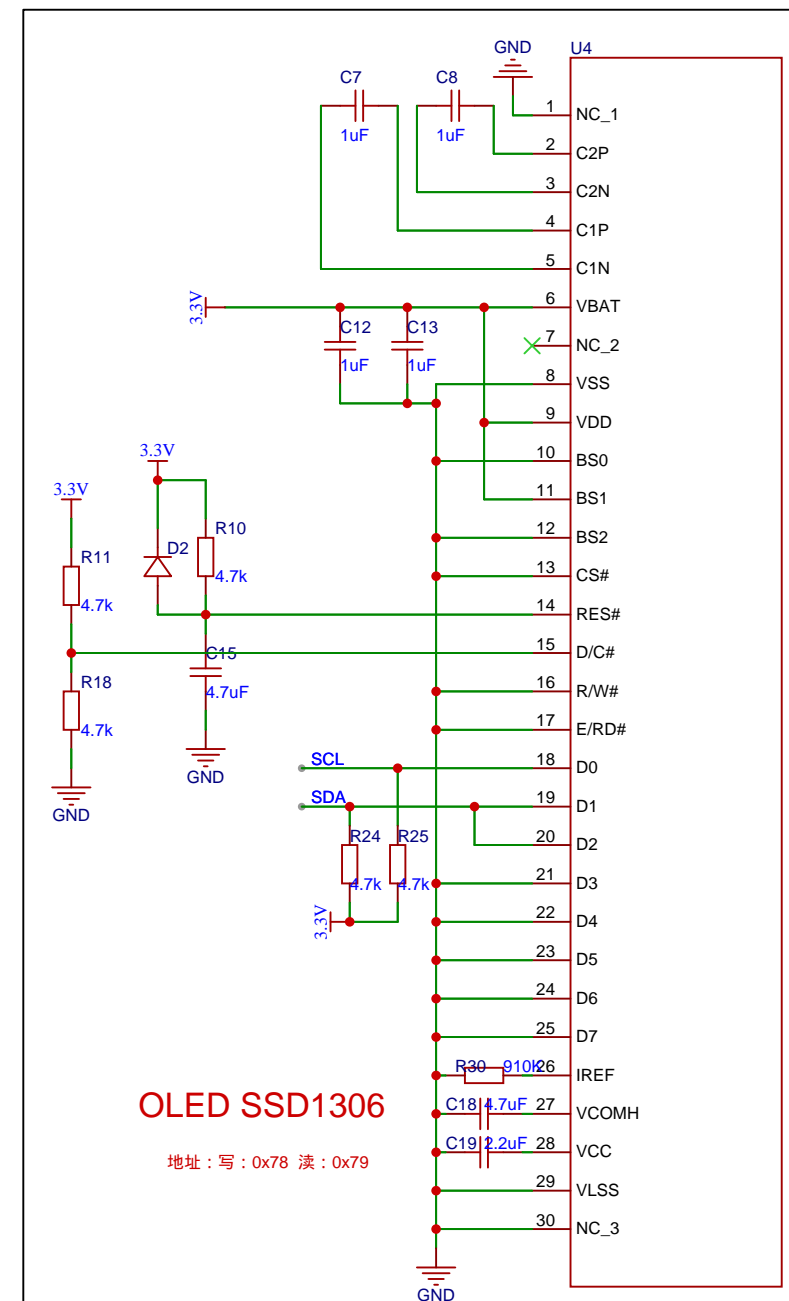 GND
U4
C7
C8
1uF
1uF
1 NC_1
2 C2P
3 C2N
4 C1P
5 C1N
3.3V
6 VBAT
C12
C13
1uF
1uF
7 NC_2
8 VSS
9 VDD
10 BS0
11 BS1
12 BS2
13 CS#
14 RES#
15 D/C#
16 R/W#
17 E/RD#
18 D0
19 D1
20 D2
21 D3
22 D4
23 D5
24 D6
25 D7
26 IREF
27 VCOMH
28 VCC
29 VLSS
30 NC_3
3.3V
3.3V
R10
4.7k
D2
R11
4.7k
C15
4.7uF
R18
4.7k
GND
GND
SCL
SDA
R24
4.7k
R25
4.7k
3.3V
R30 910K
C18 4.7uF
C19 2.2uF
OLED SSD1306
地址：写：0x78 渎：0x79
GND